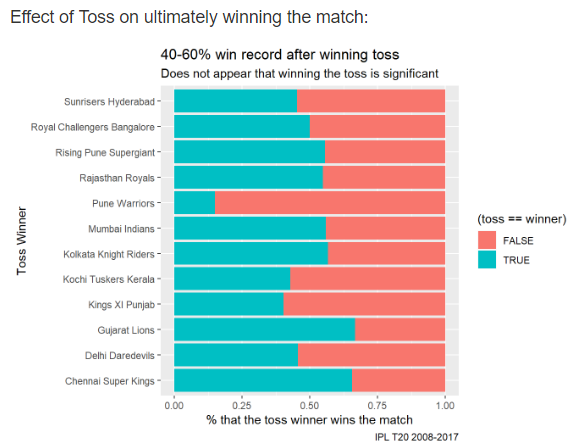 Effect of Toss on ultimately winning the match:
40-60% win record after winning toss
Does not appear that winning the toss is significant
Toss Winner
Sunrisers Hyderabad
Royal Challengers Bangalore
Rising Pune Supergiant
Rajasthan Royals
Pune Warriors
Mumbai Indians
Kolkata Knight Riders
Kochi Tuskers Kerala
Kings XI Punjab
Gujarat Lions
Delhi Daredevils
Chennai Super Kings
(toss == winner)
FALSE
TRUE
0.00 0.25 0.50 0.75 1.00
% that the toss winner wins the match
IPL T20 2008-2017